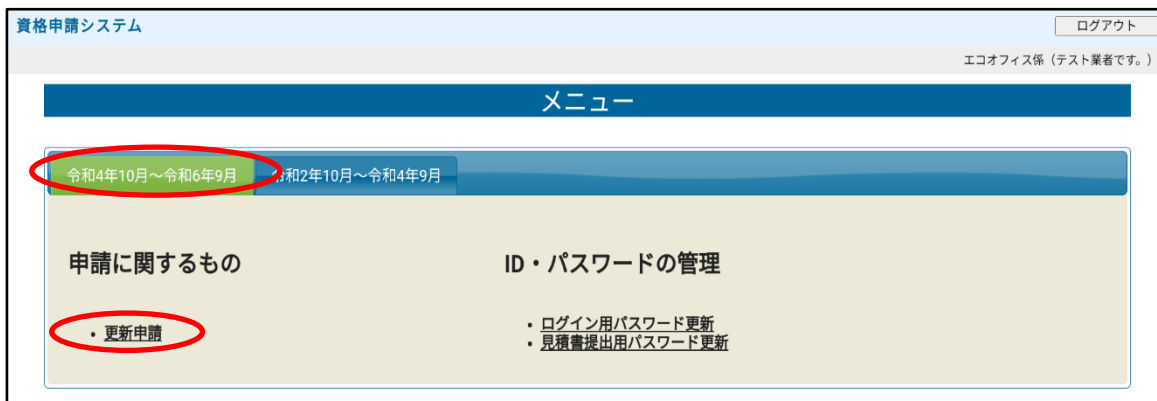 資格申請システム
ログアウト
エコオフィス係（テスト業者です。）
メニュー
令和4年10月～令和6年9月
令和2年10月～令和4年9月
申請に関するもの
ID・パスワードの管理
・更新申請
・ログイン用パスワード更新
・見積書提出用パスワード更新